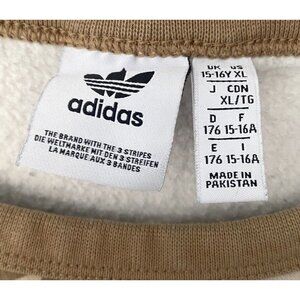 adidas
THE BRAND WITH THE 3 STRIPES
DIE WELTMARKE MIT DEN 3 STREIFEN
LA MARQUE AUX 3 BANDES
UK US
15-16Y XL
J CDN
XL/TG
D F
176 15-16A
E I
176 15-16A
MADE IN
PAKISTAN